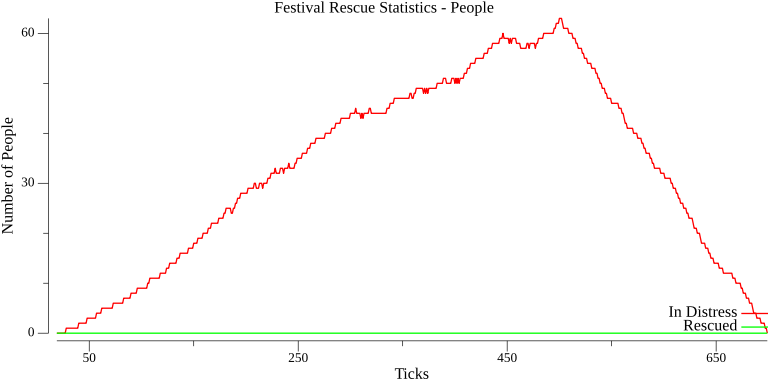 Festival Rescue Statistics - People
Number of People
60
30
0
In Distress
Rescued
50
250
450
650
Ticks